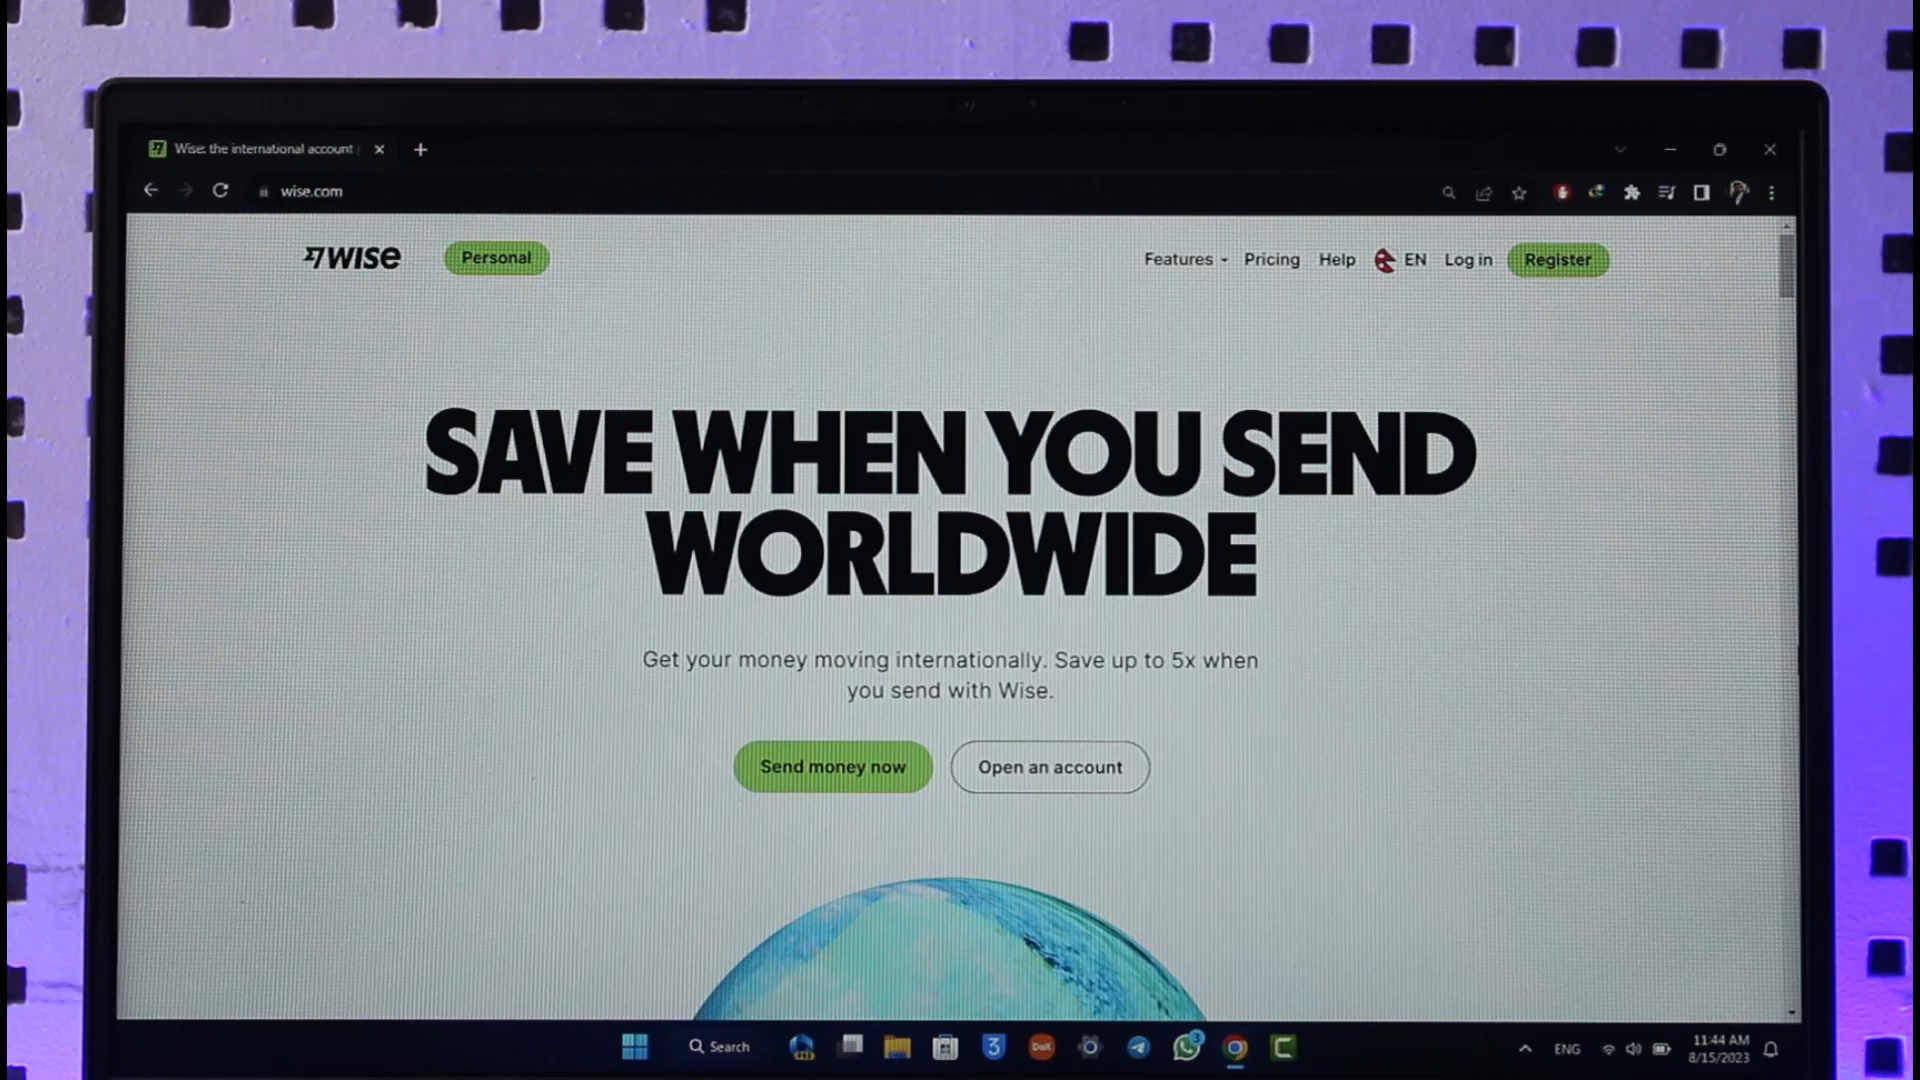 Wise: the international account
wise.com
WISE
Personal
Features
Pricing
Help
EN
Log in
Register
SAVE WHEN YOU SEND
WORLDWIDE
Get your money moving internationally. Save up to 5x when
you send with Wise.
Send money now
Open an account
Search
3
3
ENG
11:44 AM
8/15/2023